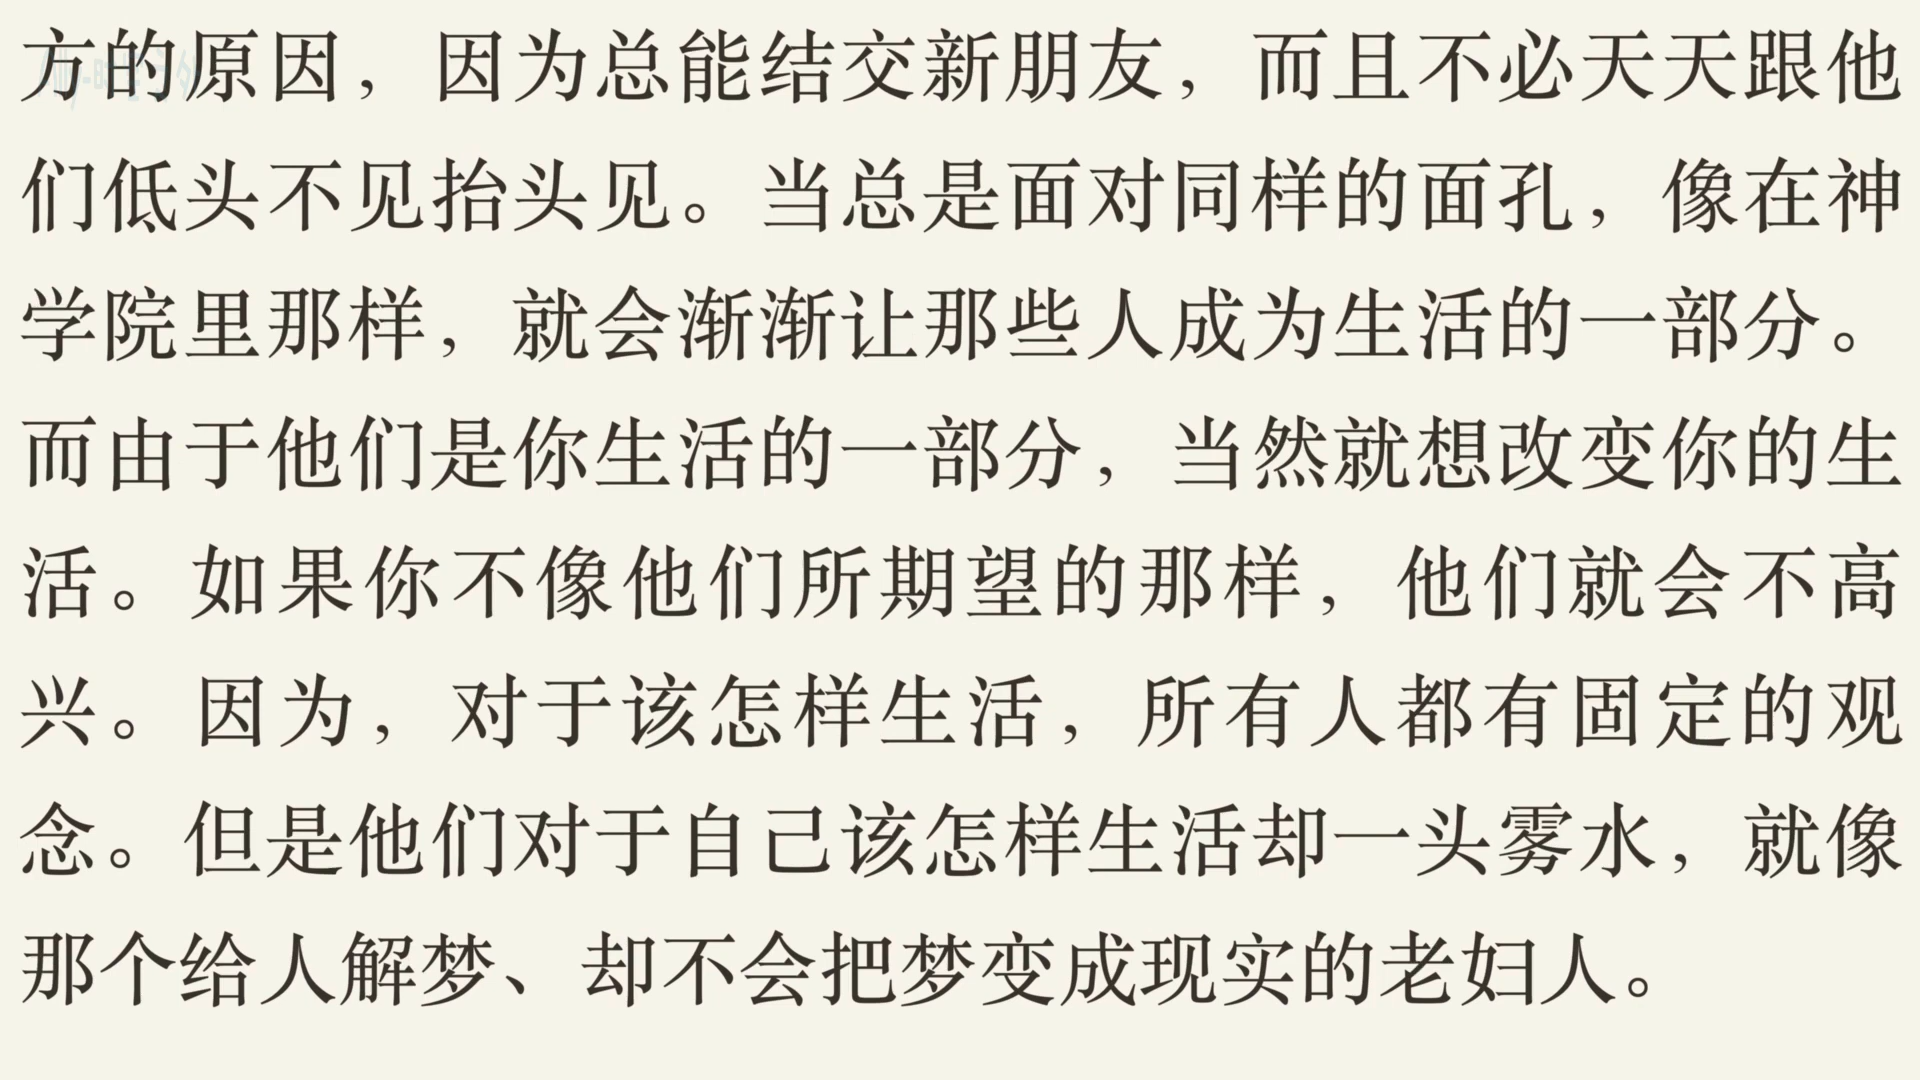 方的原因，因为总能结交新朋友，而且不必天天跟他
们低头不见抬头见。当总是面对同样的面孔，像在神
学院里那样，就会渐渐让那些人成为生活的一部分。
而由于他们是你生活的一部分，当然就想改变你的生
活。如果你不像他们所期望的那样，他们就会不高
兴。因为，对于该怎样生活，所有人都有固定的观
念。但是他们对于自己该怎样生活却一头雾水，就像
那个给人解梦、却不会把梦变成现实的老妇人。